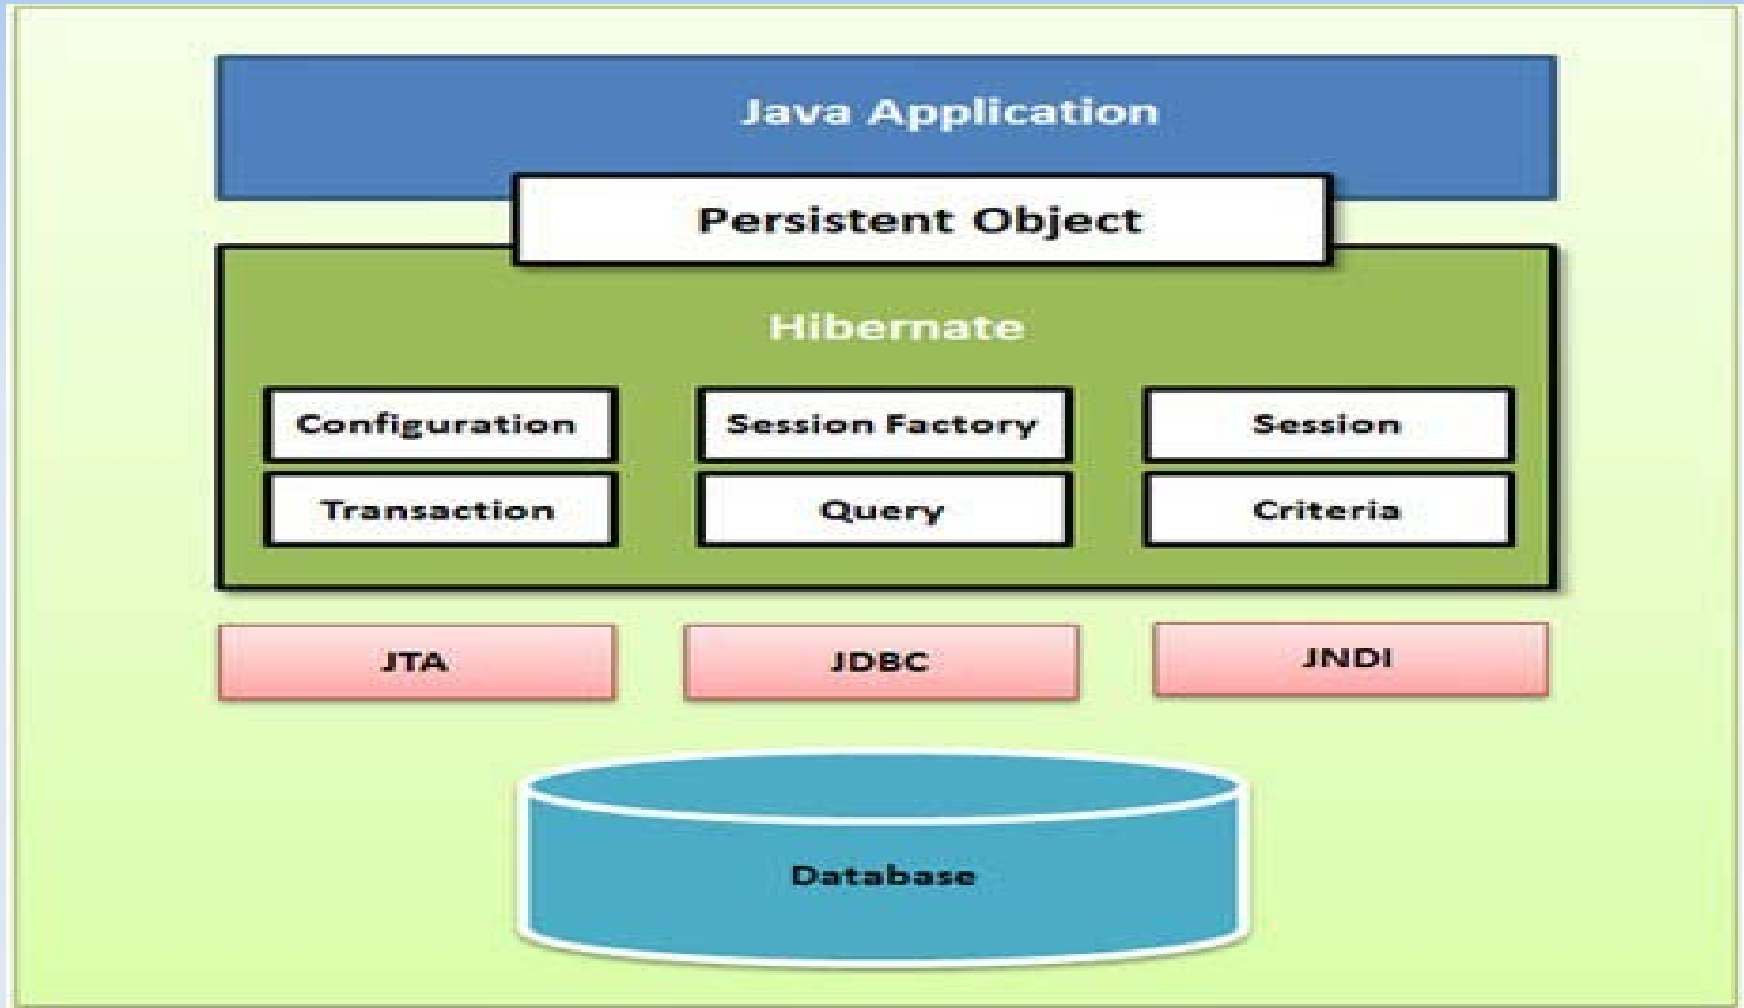 Java Application
Persistent Object
Hibernate
Configuration
Session Factory
Session
Transaction
Query
Criteria
JTA
JDBC
JNDI
Database